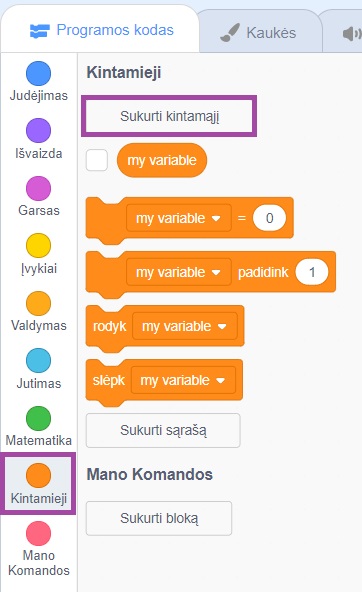 Programos kodas
Kaukės
Judėjimas
Išvaizda
Garsas
Įvykiai
Valdymas
Jutimas
Matematika
Kintamieji
Mano
Komandos
Kintamieji
Sukurti kintamąjį
my variable
my variable = 0
my variable padidink 1
rodyk my variable
slėpk my variable
Sukurti sąrašą
Mano Komandos
Sukurti bloką